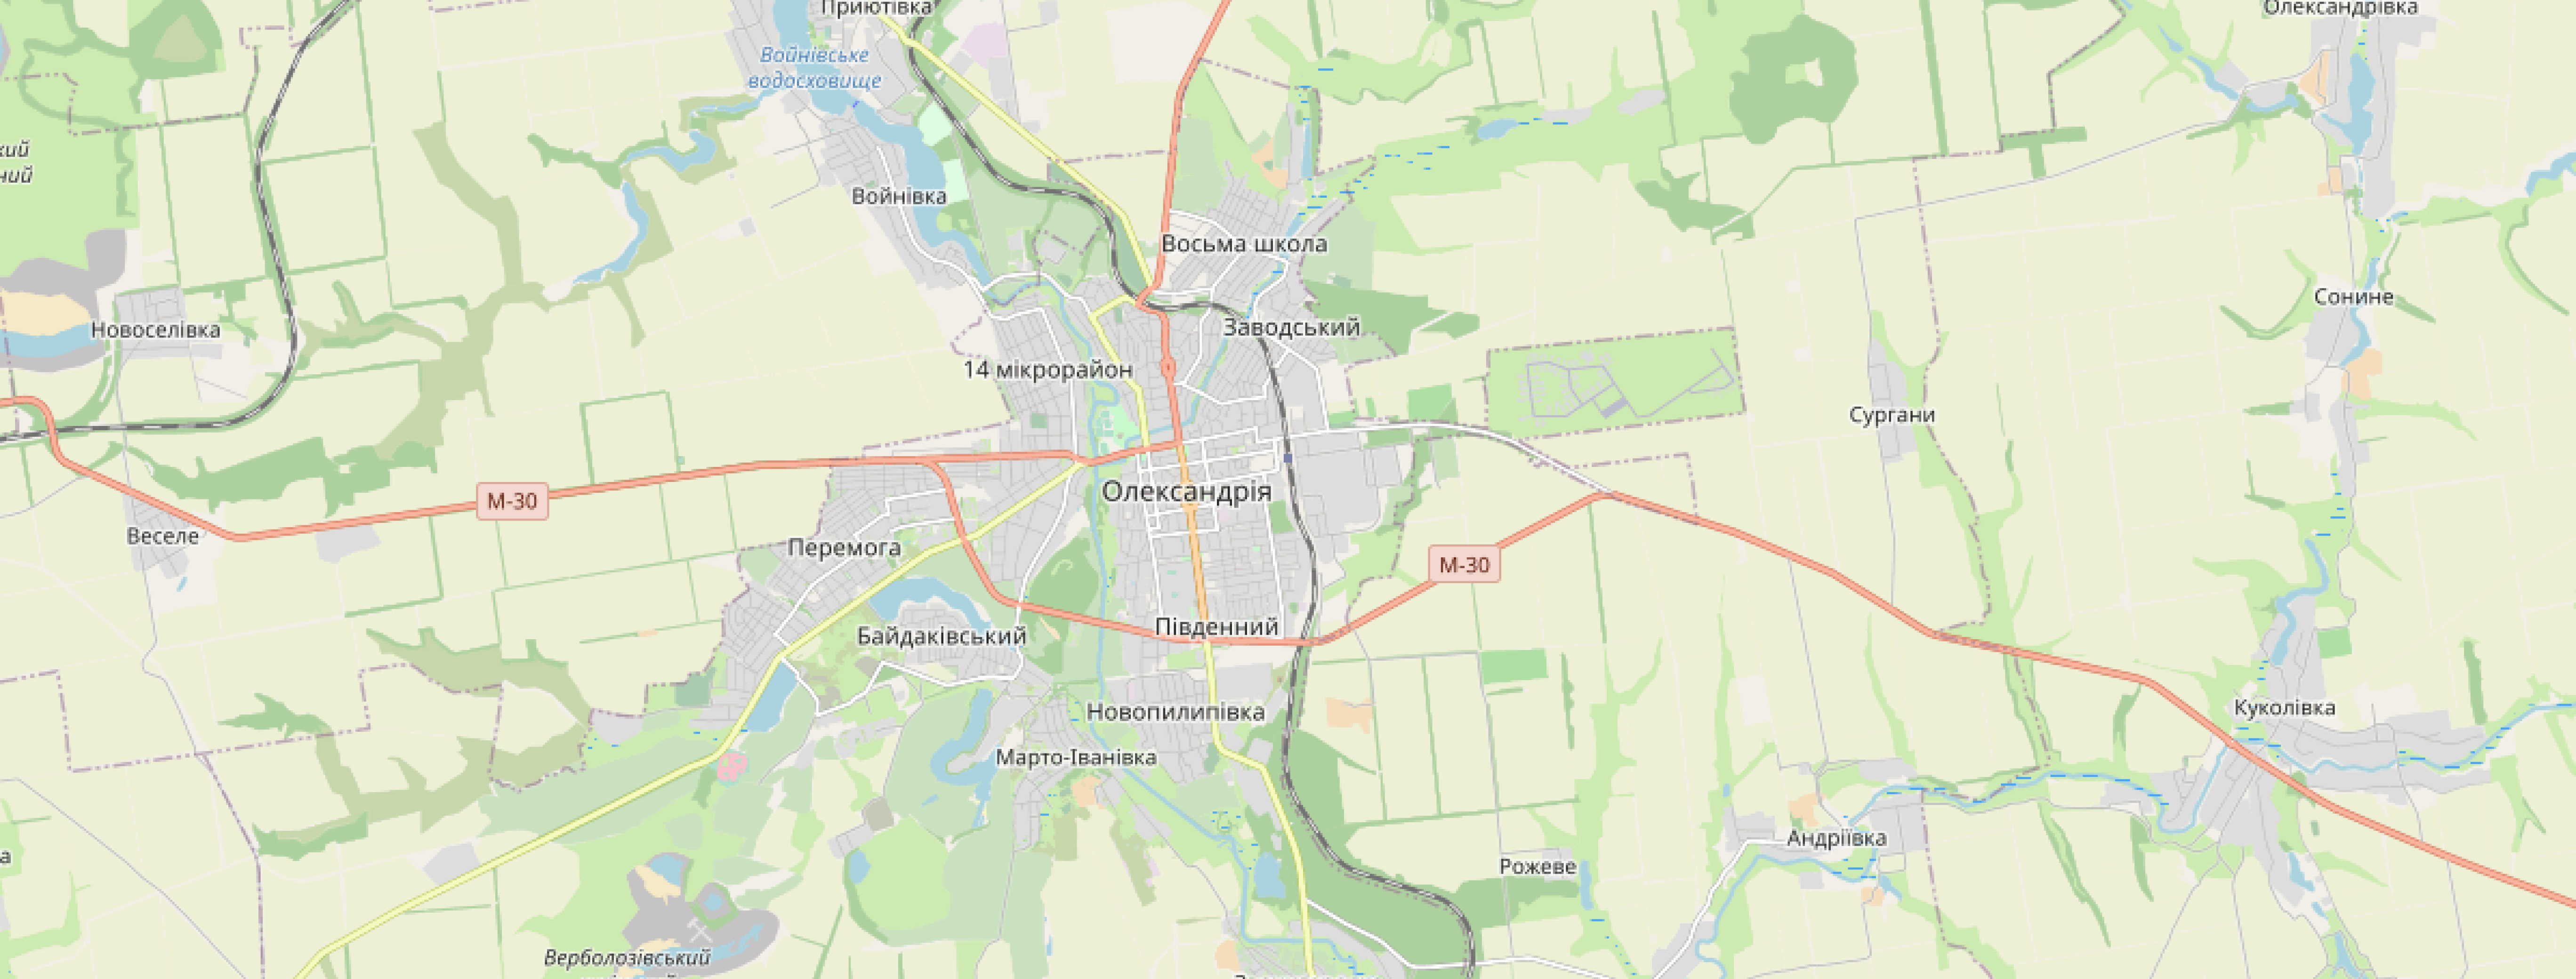 Приютівка
Олександрівка
Войнівське
водосховище
Войнівка
Восьма школа
Сонине
Новоселівка
Заводський
14 мікрорайон
Сургани
М-30
Олександрія
Веселе
Перемога
М-30
Південний
Байдаківський
Новопилипівка
Куколівка
Марто-Іванівка
Андріївка
Рожеве
Верболозівський